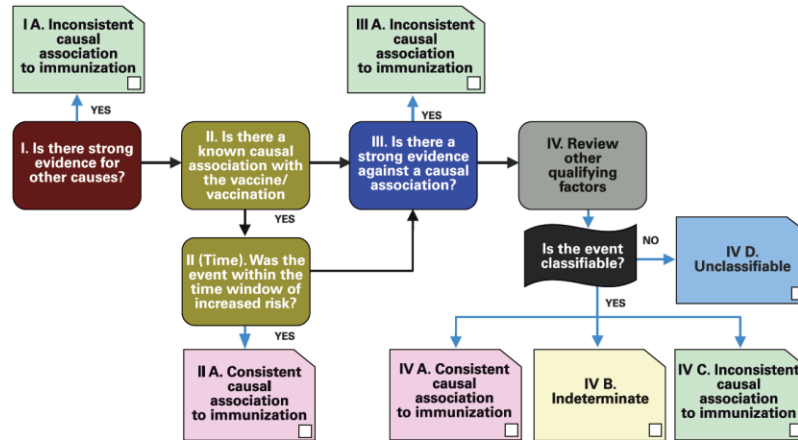 I A. Inconsistent
causal
association
to immunization
III A. Inconsistent
causal
association
to immunization
YES
YES
I. Is there strong
evidence for
other causes?
II. Is there a
known causal
association with
the vaccine/
vaccination
III. Is there a
strong evidence
against a causal
association?
IV. Review
other
qualifying
factors
YES
II (Time). Was the
event within the
time window of
increased risk?
Is the event
classifiable?
NO
IV D.
Unclassifiable
YES
YES
II A. Consistent
causal
association
to immunization
IV A. Consistent
causal
association
to immunization
IV B.
Indeterminate
IV C. Inconsistent
causal
association
to immunization